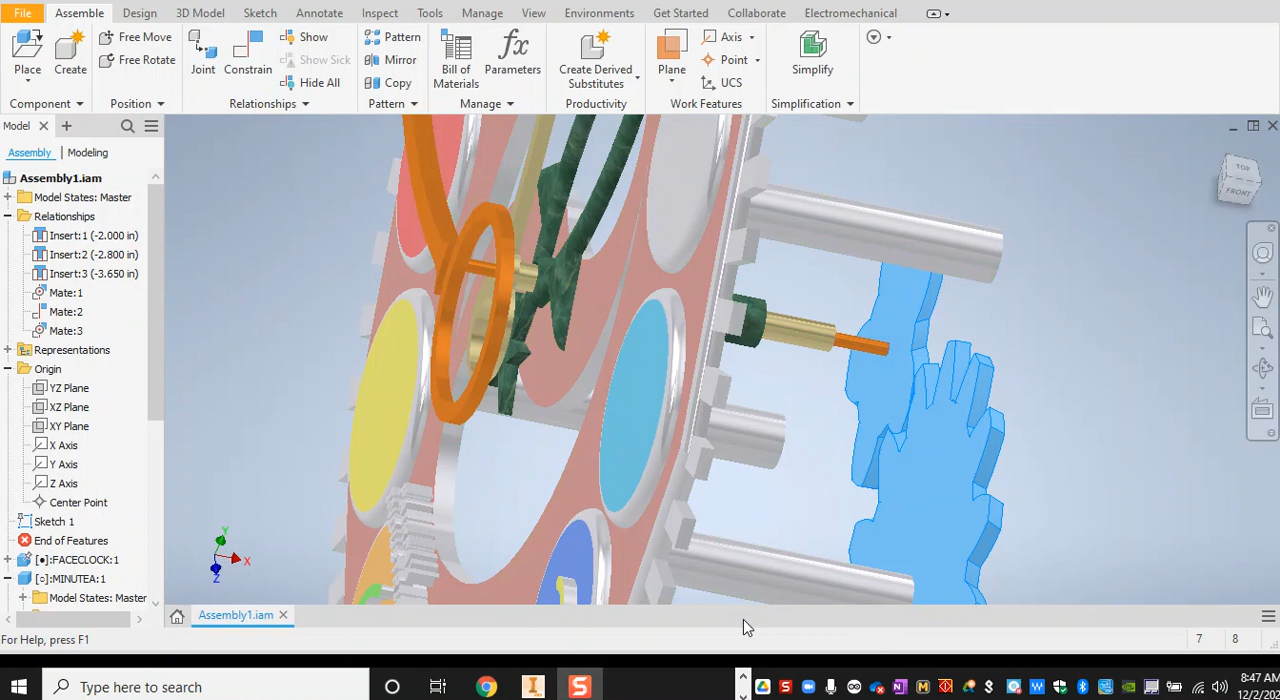 File Assemble Design 3D Model Sketch Annotate Inspect Tools Manage View Environments Get Started Collaborate Electromechanical
Place Create Free Move Free Rotate Joint Constrain Show Show Sick Hide All Pattern Mirror Copy Bill of Materials fx Parameters Create Derived Substitutes Plane Axis Point UCS Simplify
Component Position Relationships Pattern Manage Productivity Work Features Simplification
Model
Assembly Modeling
Assembly1.iam
Model States: Master
Relationships
Insert:1 (-2.000 in)
Insert:2 (-2.800 in)
Insert:3 (-3.650 in)
Mate:1
Mate:2
Mate:3
Representations
Origin
YZ Plane
XZ Plane
XY Plane
X Axis
Y Axis
Z Axis
Center Point
Sketch 1
End of Features
[•]:FACECLOCK:1
[○]:MINUTEA:1
Model States: Master
TOP
FRONT
Y
X
Z
Assembly1.iam
For Help, press F1
7 8
Type here to search
8:47 AM